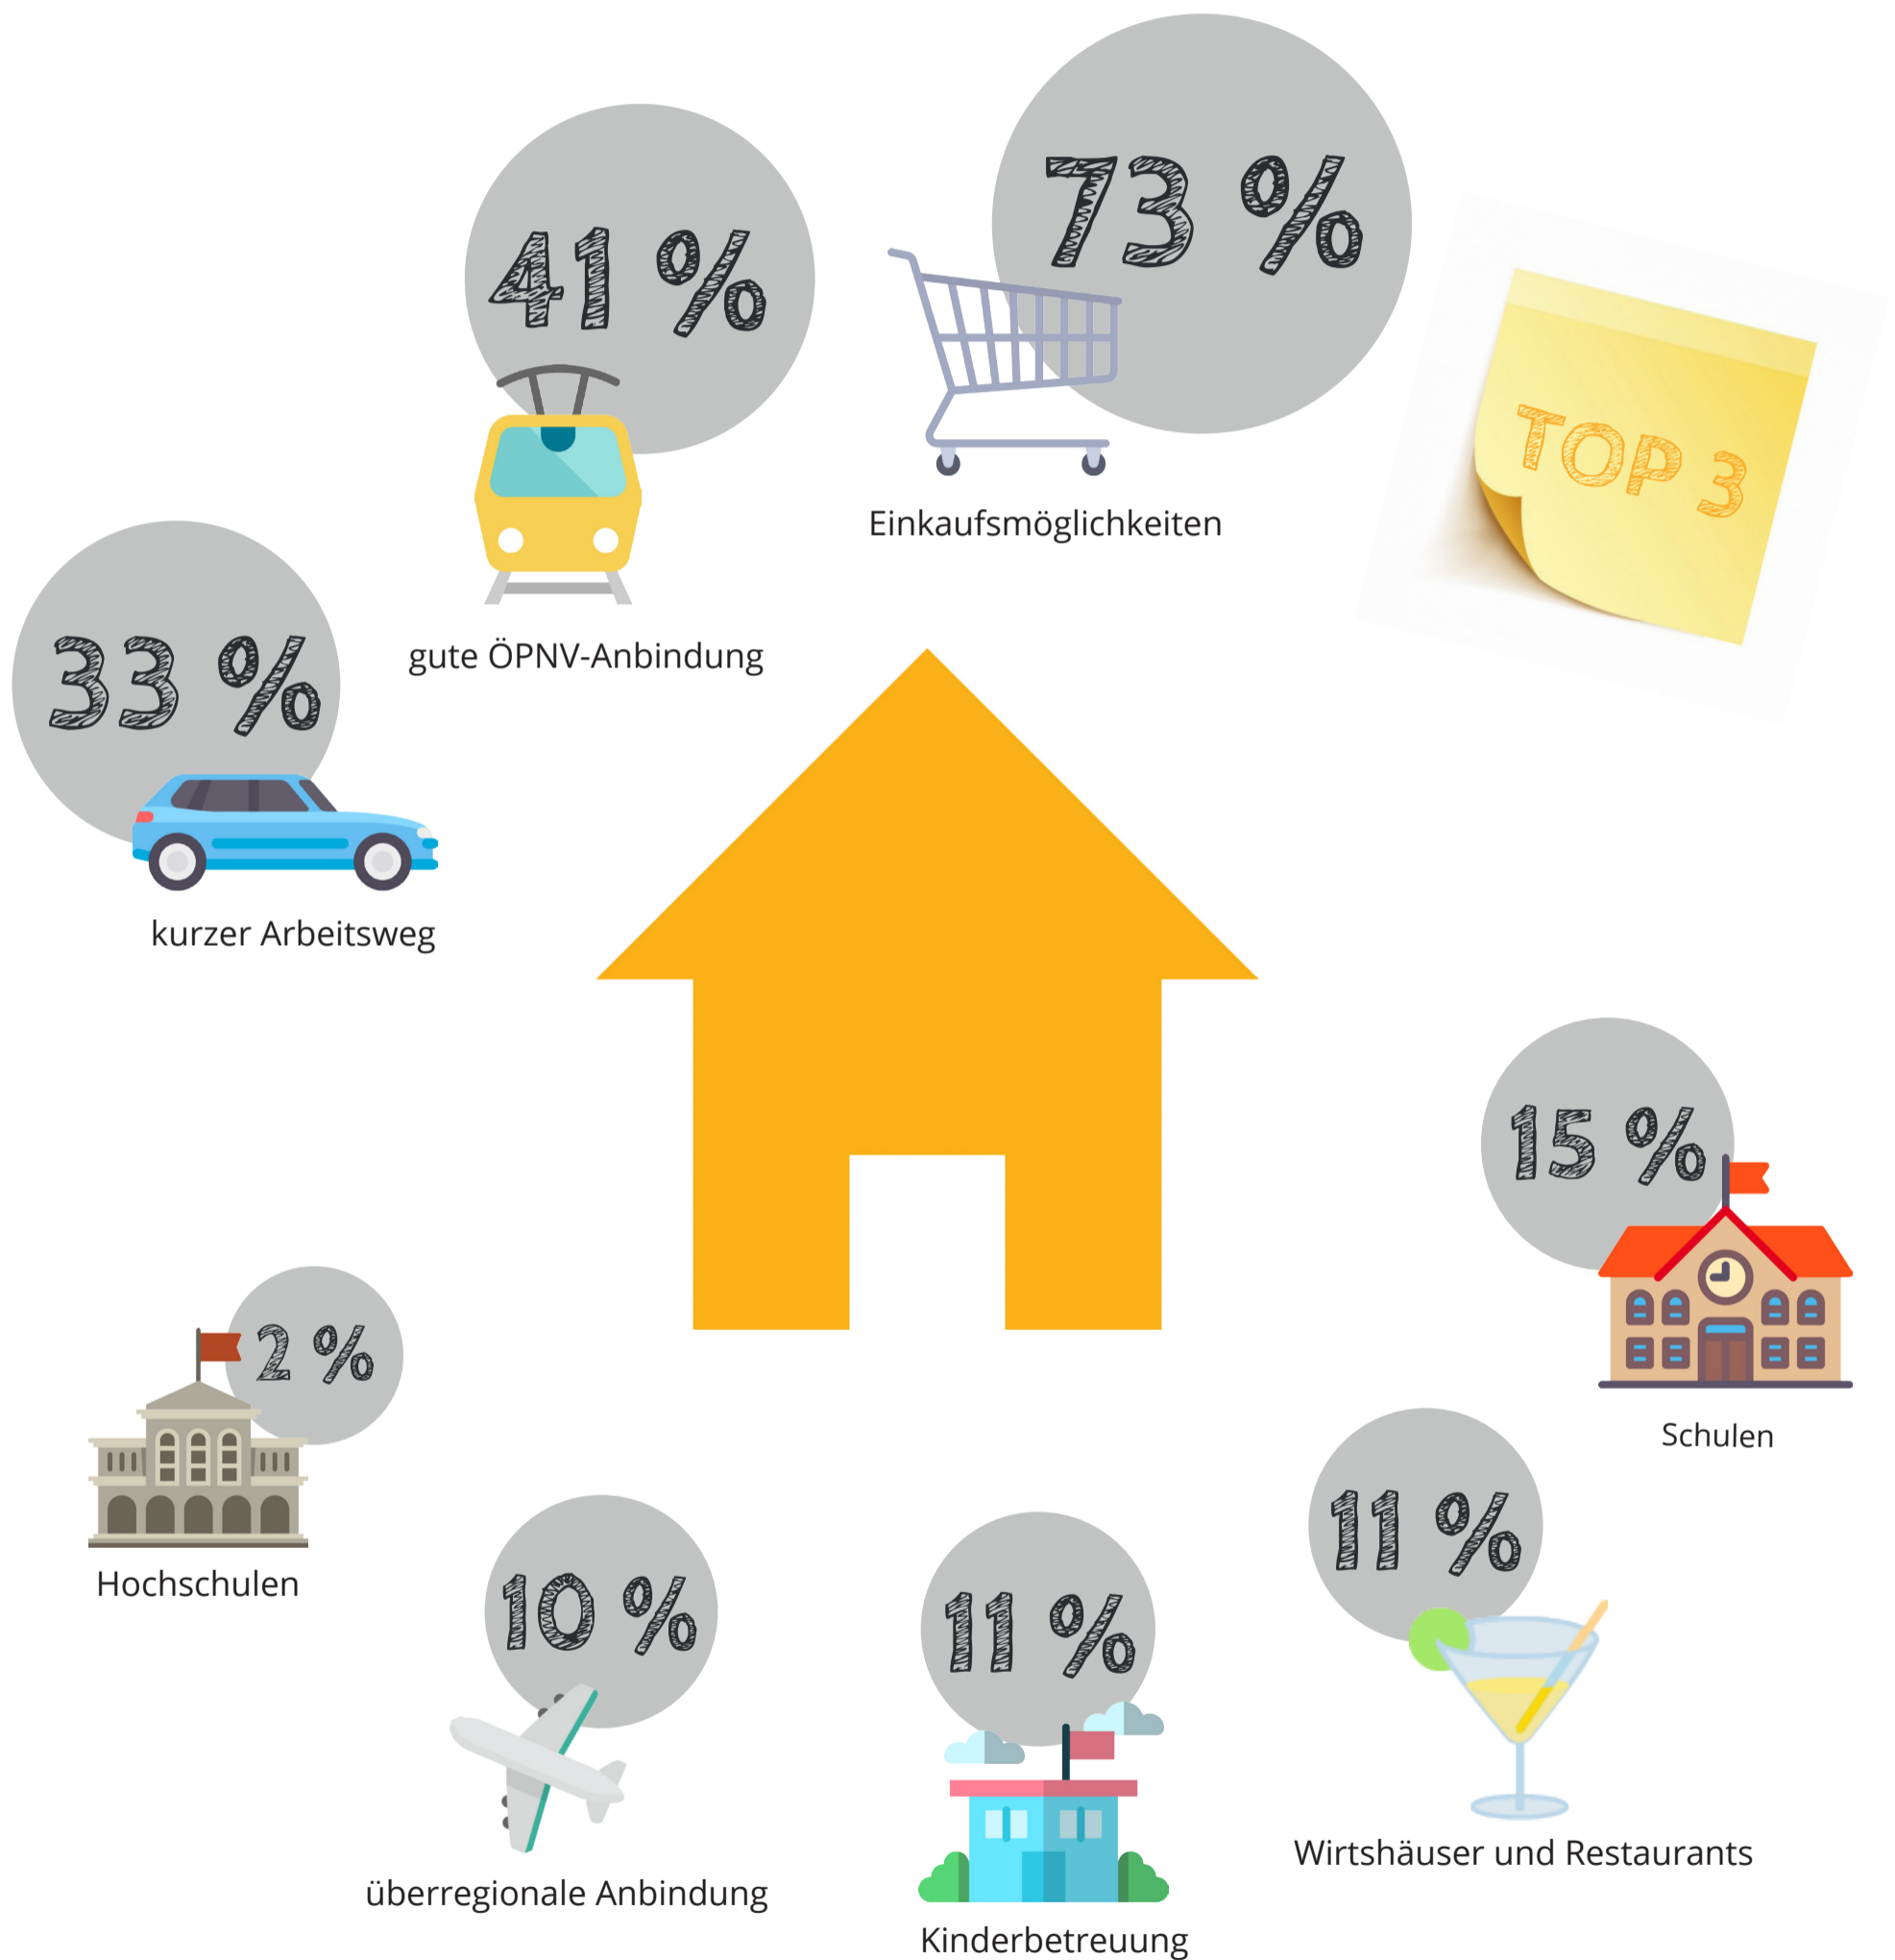 73 %
Einkaufsmöglichkeiten
TOP 3
41 %
gute ÖPNV-Anbindung
33 %
kurzer Arbeitsweg
15 %
Schulen
11 %
Wirtshäuser und Restaurants
11 %
Kinderbetreuung
10 %
überregionale Anbindung
2 %
Hochschulen